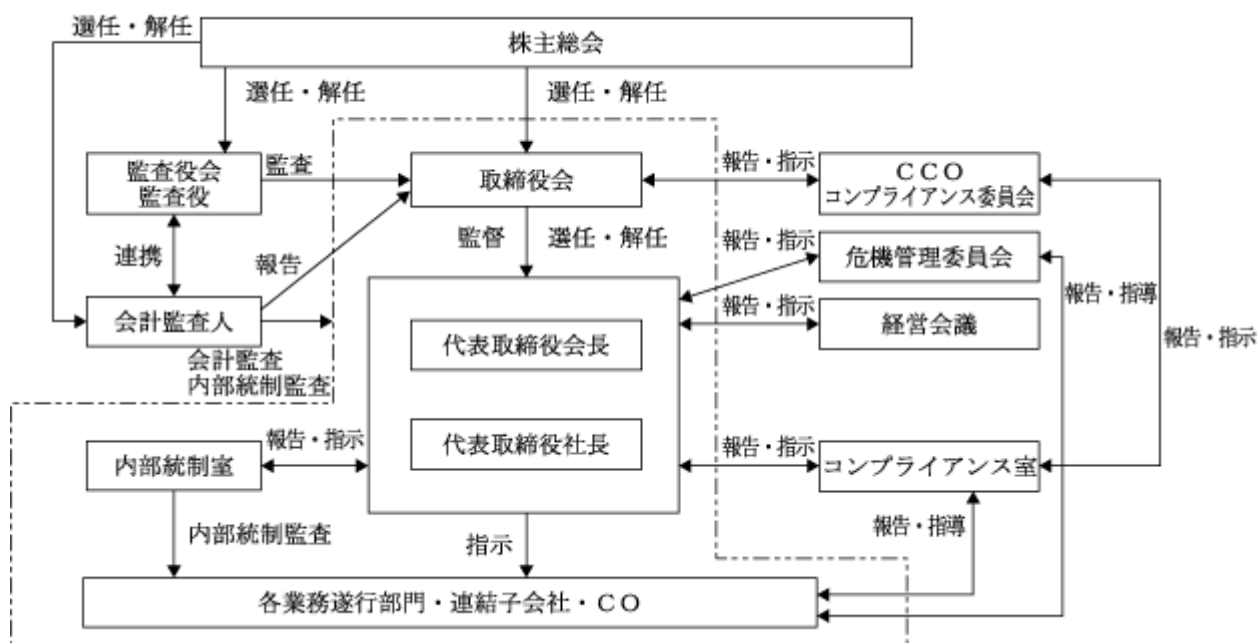 選任・解任
株主総会
選任・解任
選任・解任
監査役会
監査役
監査
取締役会
報告・指示
ＣＣＯ
コンプライアンス委員会
連携
報告
監督
選任・解任
報告・指示
危機管理委員会
報告・指導
報告・指示
会計監査人
報告・指示
経営会議
代表取締役会長
会計監査
内部統制監査
内部統制室
報告・指示
代表取締役社長
報告・指示
コンプライアンス室
内部統制監査
指示
報告・指導
各業務遂行部門・連結子会社・ＣＯ